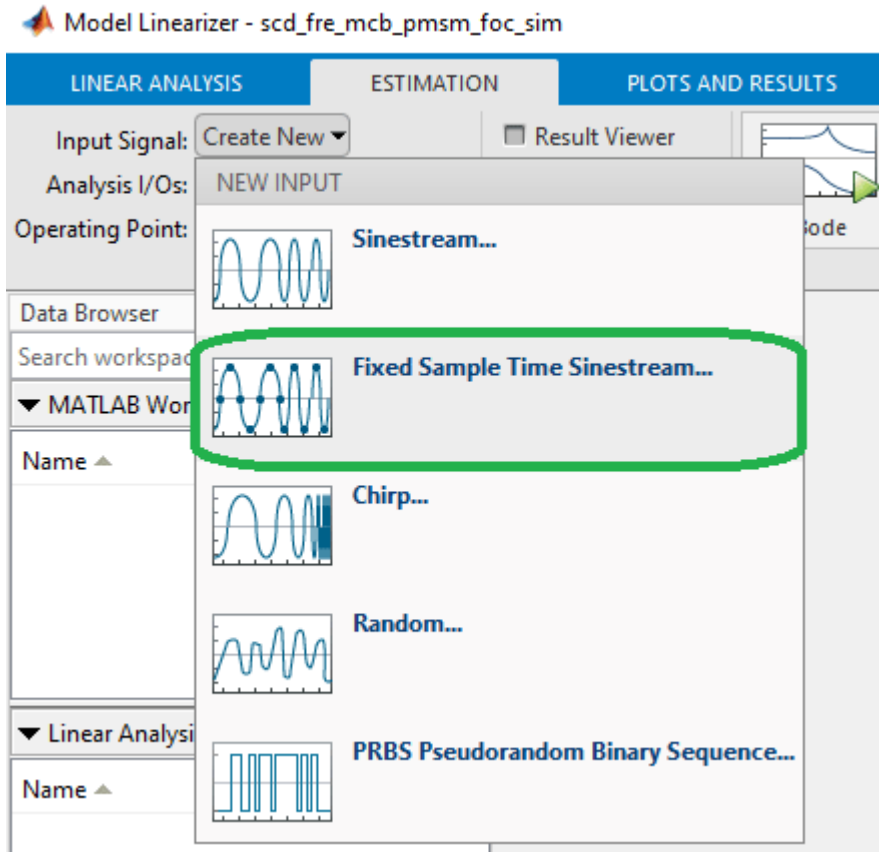 Model Linearizer - scd_fre_mcb_pmsm_foc_sim
LINEAR ANALYSIS ESTIMATION PLOTS AND RESULTS
Input Signal: Create New Result Viewer
Analysis I/Os:
NEW INPUT
Operating Point:
Sinestream...
Data Browser
Search workspac
Fixed Sample Time Sinestream...
MATLAB Wor
Name
Chirp...
Random...
Linear Analysi
PRBS Pseudorandom Binary Sequence...
Name